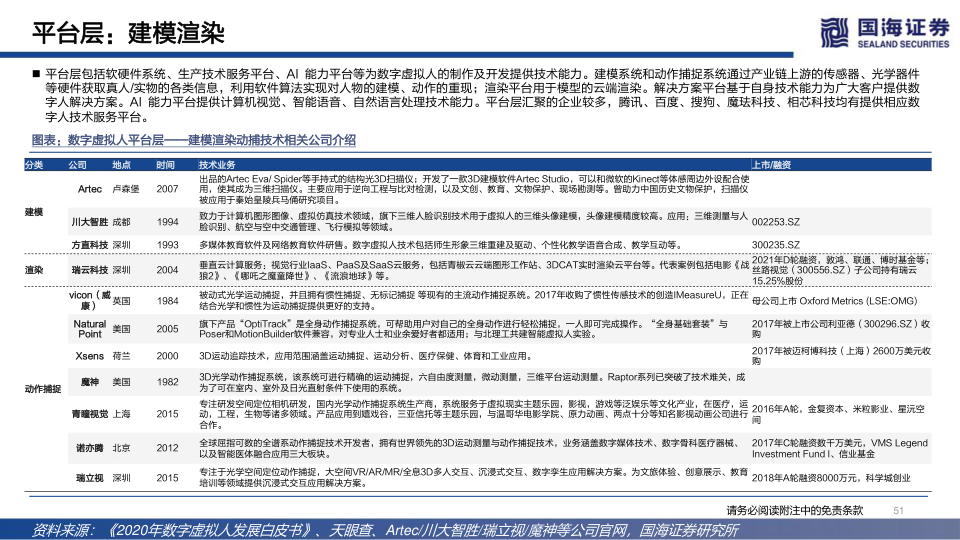 平台层：建模渲染
国海证券
SEALAND SECURITIES
■ 平台层包括软硬件系统、生产技术服务平台、AI 能力平台等为数字虚拟人的制作及开发提供技术能力。建模系统和动作捕捉系统通过产业链上游的传感器、光学器件
等硬件获取真人/实物的各类信息，利用软件算法实现对人物的建模、动作的重现；渲染平台用于模型的云端渲染。解决方案平台基于自身技术能力为广大客户提供数
字人解决方案。AI 能力平台提供计算机视觉、智能语音、自然语言处理技术能力。平台层汇聚的企业较多，腾讯、百度、搜狗、魔珐科技、相芯科技均有提供相应数
字人技术服务平台。
图表：数字虚拟人平台层——建模渲染动捕技术相关公司介绍
分类 公司 地点 时间 技术业务 上市/融资
建模
Artec 卢森堡 2007
出品的Artec Eva/ Spider等手持式的结构光3D扫描仪；开发了一款3D建模软件Artec Studio，可以和微软的Kinect等体感周边外设配合使
用，使其成为三维扫描仪。主要应用于逆向工程与比对检测，以及文创、教育、文物保护、现场勘测等。曾助力中国历史文物保护，扫描仪
被应用于秦始皇陵兵马俑研究项目。
川大智胜 成都 1994
致力于计算机图形图像、虚拟仿真技术领域，旗下三维人脸识别技术用于虚拟人的三维头像建模，头像建模精度较高。应用：三维测量与人
脸识别、航空与空中交通管理、飞行模拟等领域。
002253.SZ
方直科技 深圳 1993 多媒体教育软件及网络教育软件研售。数字虚拟人技术包括师生形象三维重建及驱动、个性化教学语音合成、教学互动等。 300235.SZ
渲染 瑞云科技 深圳 2004
垂直云计算服务；视觉行业IaaS、PaaS及SaaS云服务，包括青椒云云端图形工作站、3DCAT实时渲染云平台等。代表案例包括电影《战
狼2》、《哪吒之魔童降世》、《流浪地球》等。
2021年D轮融资，敦鸿、联通、博时基金等；
丝路视觉（300556.SZ）子公司持有瑞云
15.25%股份
动作捕捉
vicon（威
康） 英国 1984
被动式光学运动捕捉，并且拥有惯性捕捉、无标记捕捉 等现有的主流动作捕捉系统。2017年收购了惯性传感技术的创造IMeasureU，正在
结合光学和惯性为运动捕捉提供更好的支持。
母公司上市 Oxford Metrics (LSE:OMG)
Natural
Point 美国 2005
旗下产品“OptiTrack”是全身动作捕捉系统，可帮助用户对自己的全身动作进行轻松捕捉，一人即可完成操作。“全身基础套装”与
Poser和MotionBuilder软件兼容，对专业人士和业余爱好者都适用；与北理工共建智能虚拟人实验。
2017年被上市公司利亚德（300296.SZ）收
购
Xsens 荷兰 2000 3D运动追踪技术，应用范围涵盖运动捕捉、运动分析、医疗保健、体育和工业应用。
2017年被迈柯博科技（上海）2600万美元收
购
魔神 美国 1982
3D光学动作捕捉系统，该系统可进行精确的运动捕捉，六自由度测量，微动测量，三维平台运动测量。Raptor系列已突破了技术难关，成
为了可在室内、室外及日光直射条件下使用的系统。
青瞳视觉 上海 2015
专注研发空间定位相机研发，国内光学动作捕捉系统生产商，系统服务于虚拟现实主题乐园，影视，游戏等泛娱乐等文化产业，在医疗，运
动，工程，生物等诸多领域。产品应用到嬉戏谷，三亚信托等主题乐园，与温哥华电影学院、原力动画、两点十分等知名影视动画公司进行
合作。
2016年A轮，金复资本、米粒影业、星沅空
间
诺亦腾 北京 2012
全球屈指可数的全谱系动作捕捉技术开发者，拥有世界领先的3D运动测量与动作捕捉技术，业务涵盖数字媒体技术、数字骨科医疗器械、
以及智能医体融合应用三大板块。
2017年C轮融资数千万美元，VMS Legend
Investment Fund I、信业基金
瑞立视 深圳 2015
专注于光学空间定位动作捕捉，大空间VR/AR/MR/全息3D多人交互、沉浸式交互、数字孪生应用解决方案。为文旅体验、创意展示、教育
培训等领域提供沉浸式交互应用解决方案。
2018年A轮融资8000万元，科学城创业
请务必阅读附注中的免责条款 51
资料来源：《2020年数字虚拟人发展白皮书》、天眼查、Artec/川大智胜/瑞立视/魔神等公司官网，国海证券研究所